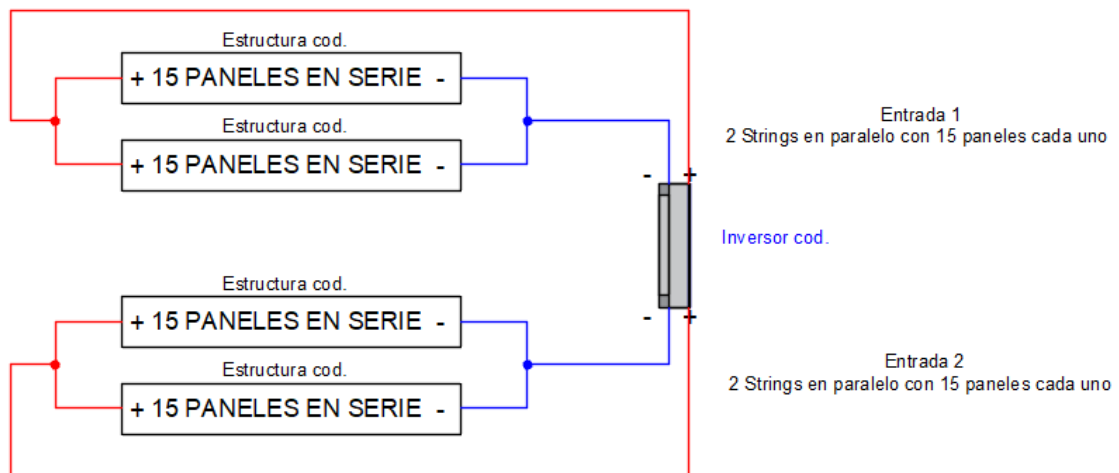 Estructura cod.
+ 15 PANELES EN SERIE -
Estructura cod.
+ 15 PANELES EN SERIE -
Entrada 1
2 Strings en paralelo con 15 paneles cada uno
- +
Inversor cod.
- +
Estructura cod.
+ 15 PANELES EN SERIE -
Estructura cod.
+ 15 PANELES EN SERIE -
Entrada 2
2 Strings en paralelo con 15 paneles cada uno